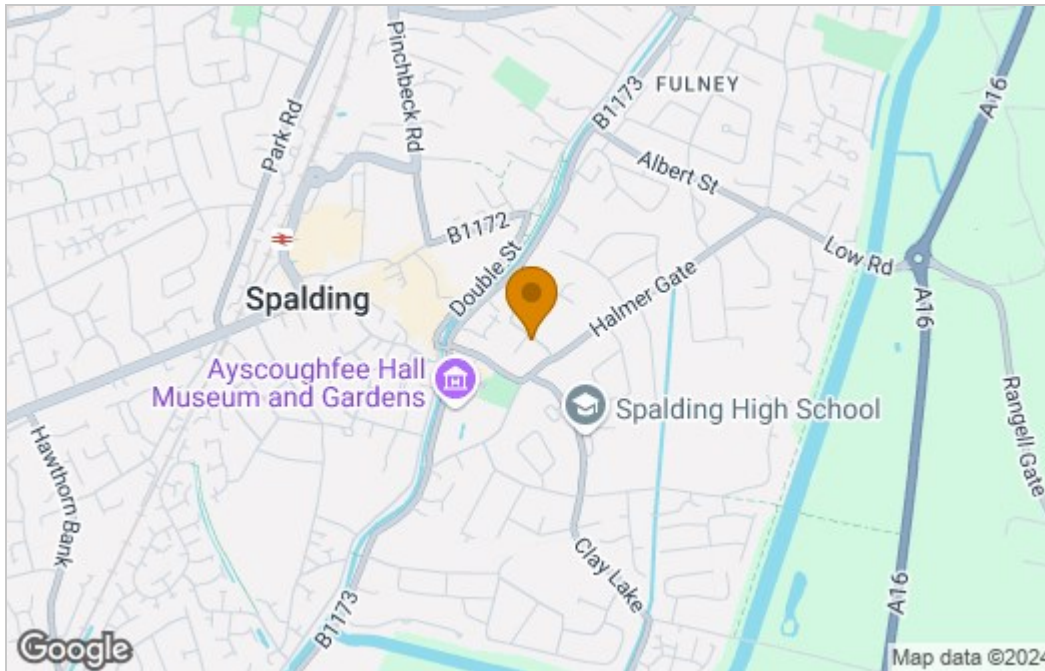 Park Rd
Pinchbeck Rd
B1173
FULNEY
A16
Albert St
B1172
Low Rd
Double St
Spalding
Halmer Gate
A16
Ayscoughfee Hall
Museum and Gardens
Spalding High School
Rangell Gate
Hawthorn Bank
Clay Lake
A16
B1173
Google
Map data ©2024